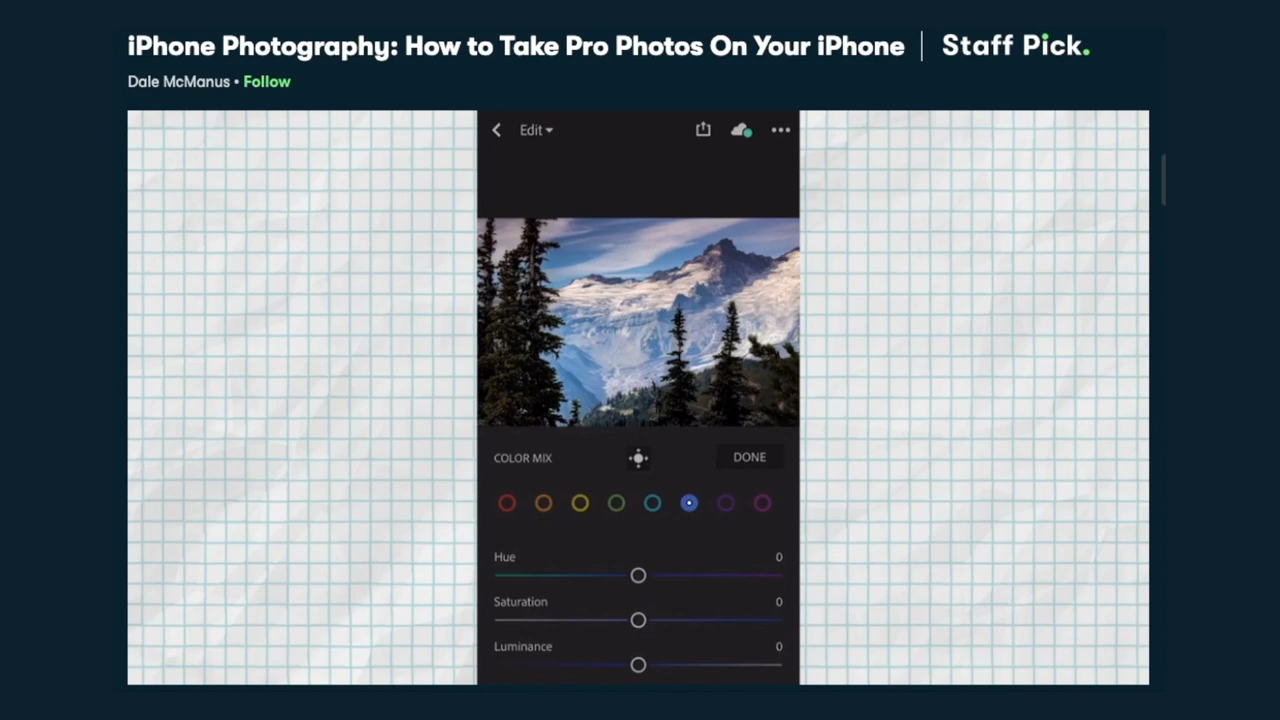 iPhone Photography: How to Take Pro Photos On Your iPhone | Staff Pick.
Dale McManus • Follow
Edit
COLOR MIX DONE
Hue 0
Saturation 0
Luminance 0